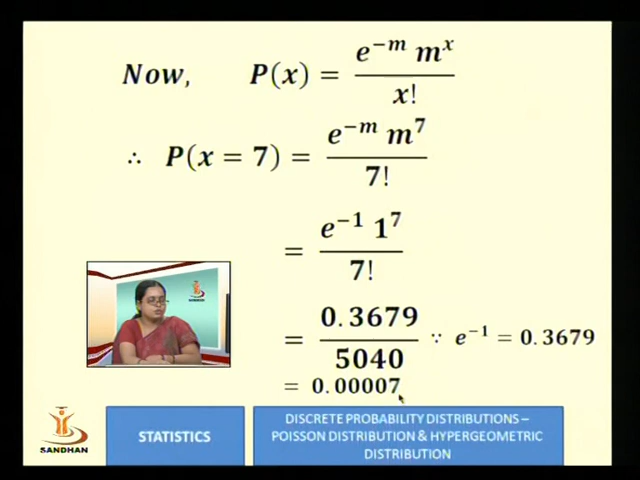 Now, P(x) = e^{-m} m^x / x!
∴ P(x = 7) = e^{-m} m^7 / 7!
= e^{-1} 1^7 / 7!
= 0.3679 / 5040 ∵ e^{-1} = 0.3679
= 0.00007
SANDHAN
SANDHAN
STATISTICS
DISCRETE PROBABILITY DISTRIBUTIONS –
POISSON DISTRIBUTION & HYPERGEOMETRIC
DISTRIBUTION